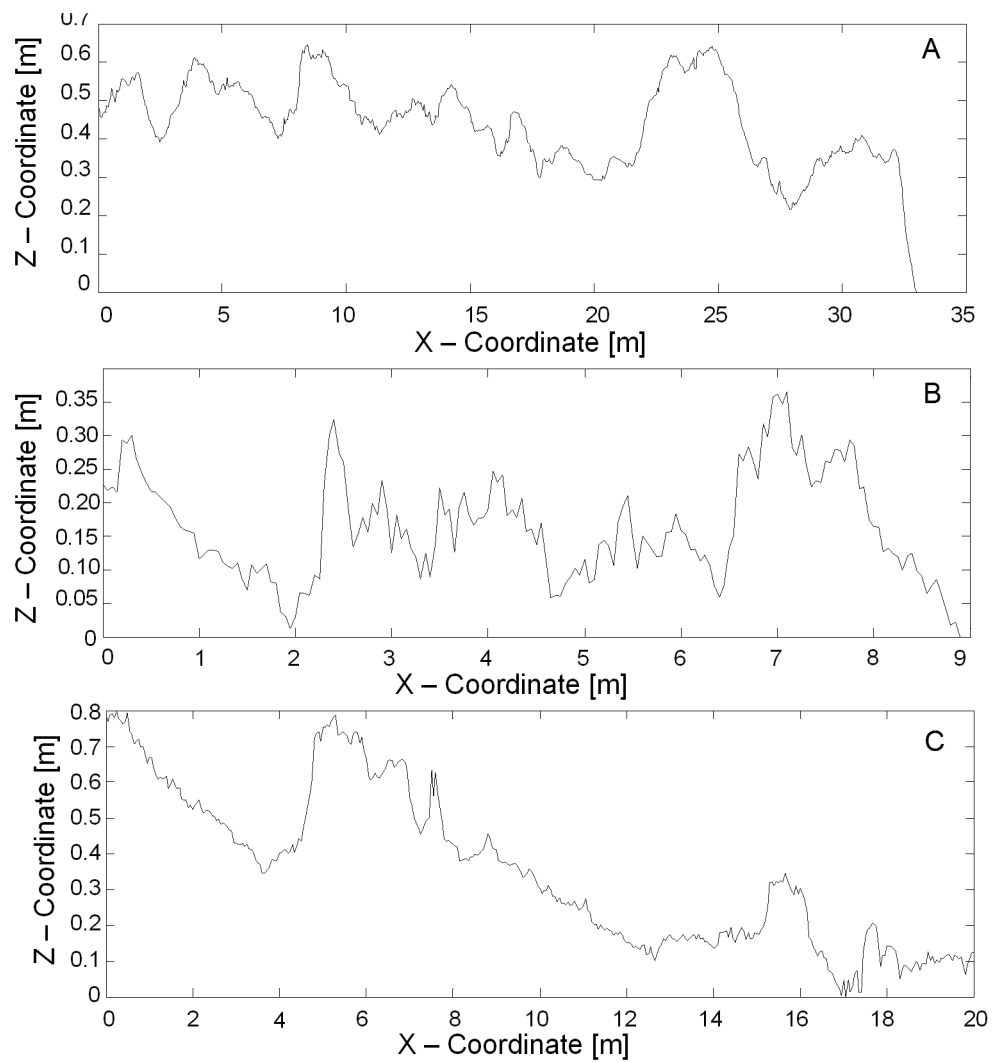 0.7
A
0.6
0.5
0.4
0.3
0.2
0.1
0
Z – Coordinate [m]
0 5 10 15 20 25 30 35
X – Coordinate [m]
B
0.35
0.30
0.25
0.20
0.15
0.10
0.05
0
Z – Coordinate [m]
0 1 2 3 4 5 6 7 8 9
X – Coordinate [m]
0.8
C
0.7
0.6
0.5
0.4
0.3
0.2
0.1
0
Z – Coordinate [m]
0 2 4 6 8 10 12 14 16 18 20
X – Coordinate [m]